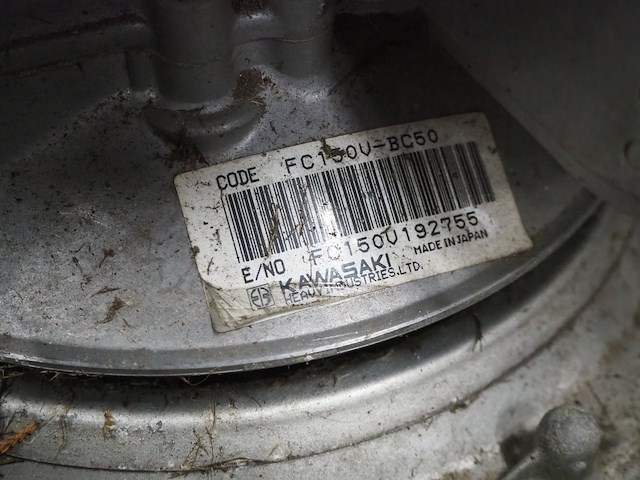 CODE FC150V-BC50
E/NO FC150V192755
KAWASAKI MADE IN JAPAN
HEAVY INDUSTRIES,LTD.